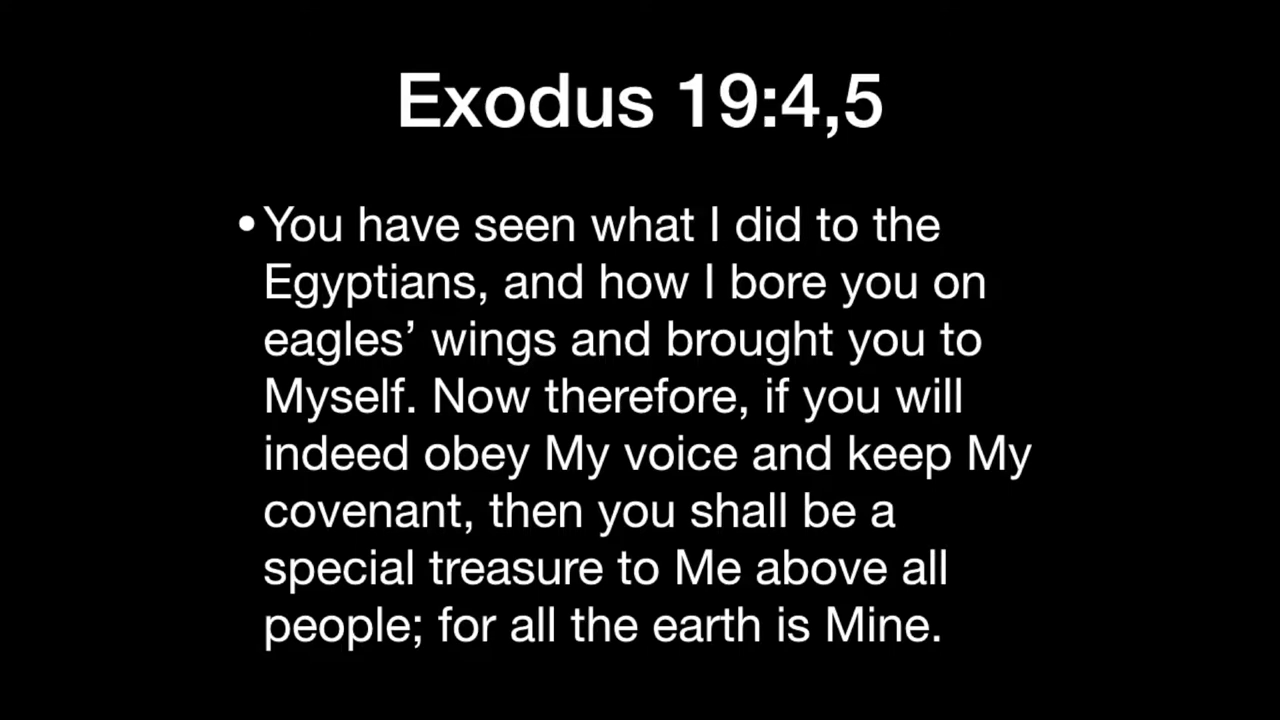 Exodus 19:4,5
• You have seen what I did to the
Egyptians, and how I bore you on
eagles’ wings and brought you to
Myself. Now therefore, if you will
indeed obey My voice and keep My
covenant, then you shall be a
special treasure to Me above all
people; for all the earth is Mine.